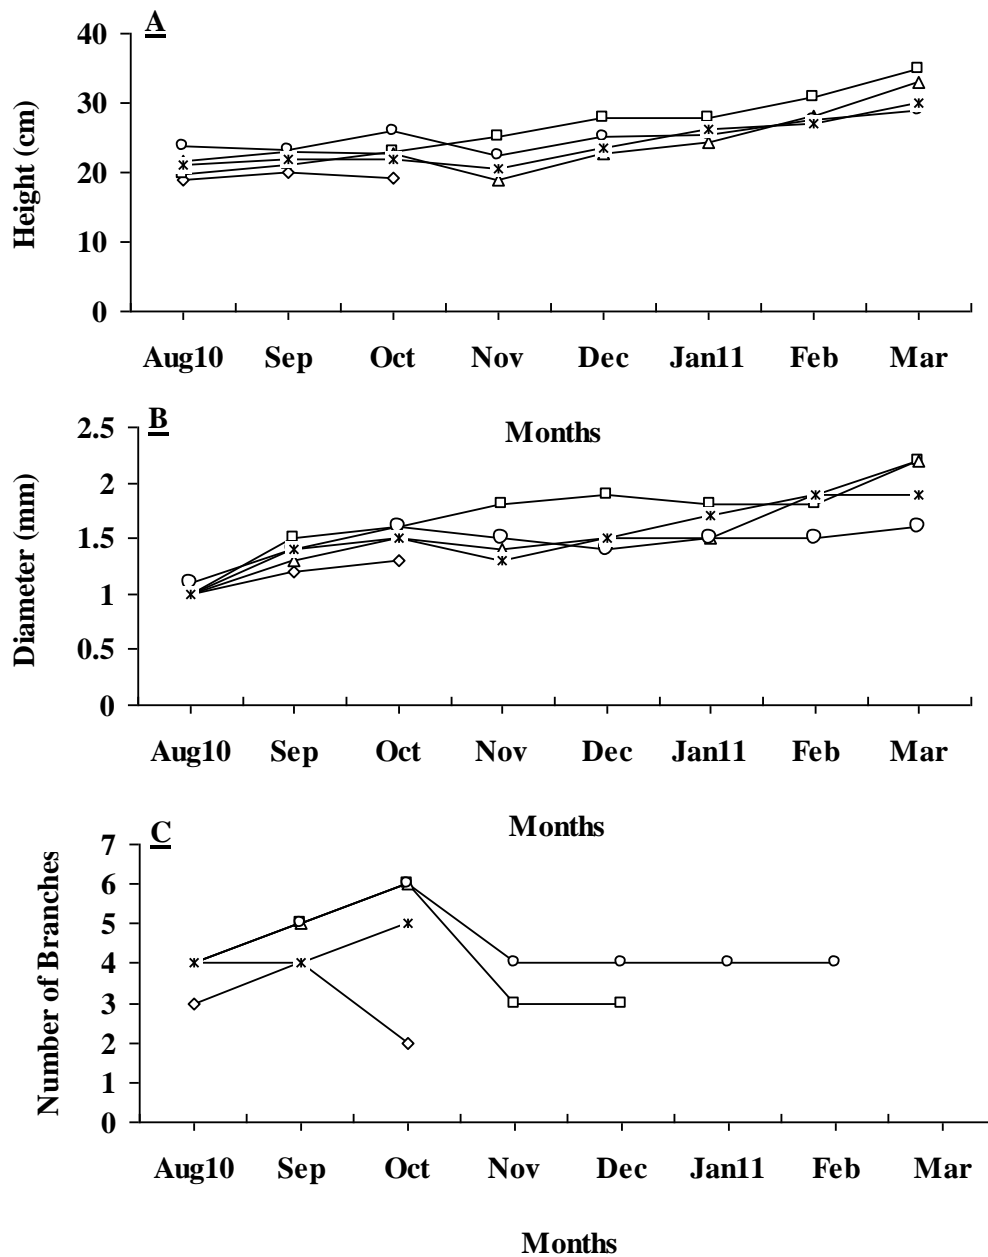 A
40
30
20
10
0
Height (cm)
Aug10 Sep Oct Nov Dec Jan11 Feb Mar
Months
B
2.5
2
1.5
1
0.5
0
Diameter (mm)
Aug10 Sep Oct Nov Dec Jan11 Feb Mar
Months
C
7
6
5
4
3
2
1
0
Number of Branches
Aug10 Sep Oct Nov Dec Jan11 Feb Mar
Months